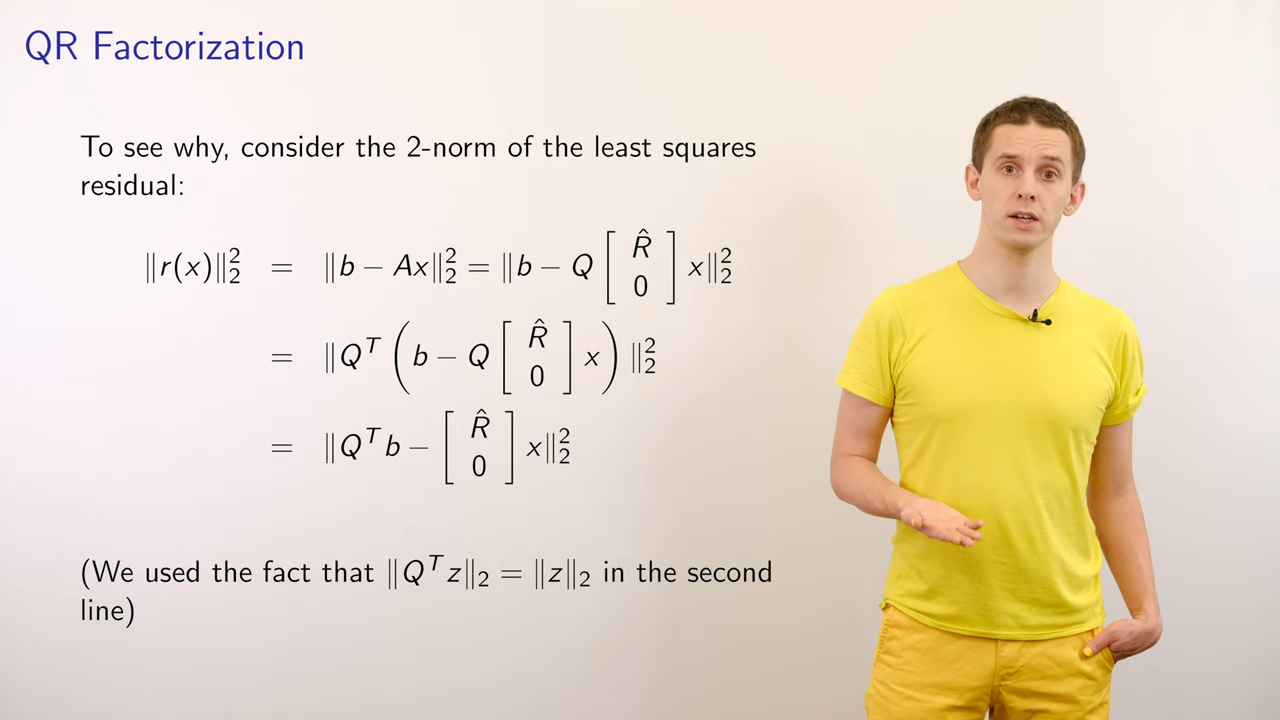 QR Factorization
To see why, consider the 2-norm of the least squares
residual:
‖r(x)‖₂² = ‖b − Ax‖₂² = ‖b − Q [ R̂ 0 ] x‖₂²
= ‖Qᵀ ( b − Q [ R̂ 0 ] x ) ‖₂²
= ‖Qᵀb − [ R̂ 0 ] x‖₂²
(We used the fact that ‖Qᵀz‖₂ = ‖z‖₂ in the second
line)